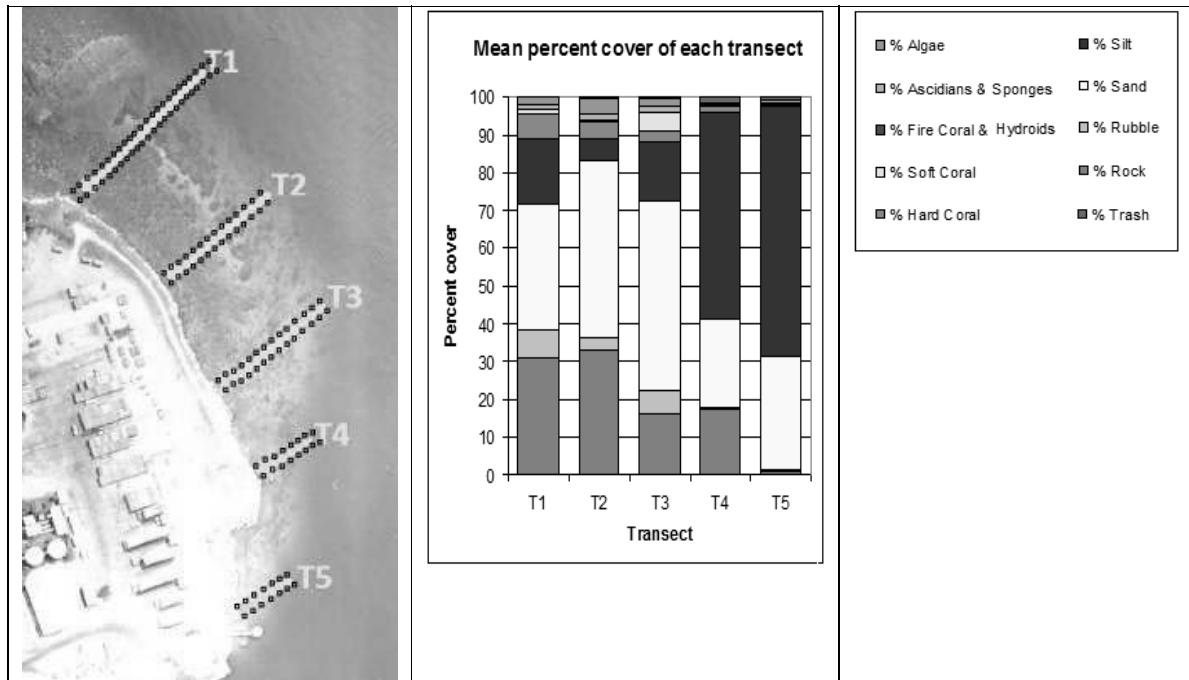 T1
T2
T3
T4
T5
Mean percent cover of each transect
Percent cover
100
90
80
70
60
50
40
30
20
10
0
T1 T2 T3 T4 T5
Transect
% Algae % Silt
% Ascidians & Sponges % Sand
% Fire Coral & Hydroids % Rubble
% Soft Coral % Rock
% Hard Coral % Trash